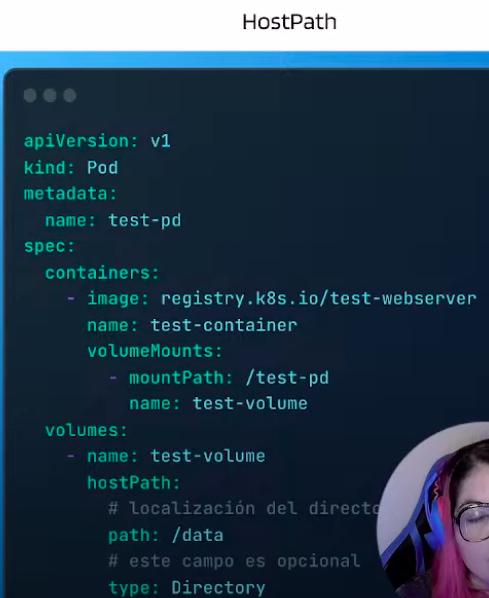 HostPath
apiVersion: v1
kind: Pod
metadata:
  name: test-pd
spec:
  containers:
    - image: registry.k8s.io/test-webserver
      name: test-container
      volumeMounts:
        - mountPath: /test-pd
          name: test-volume
  volumes:
    - name: test-volume
      hostPath:
        # localización del
        path: /data
        # este campo es opcional
        type: Directory